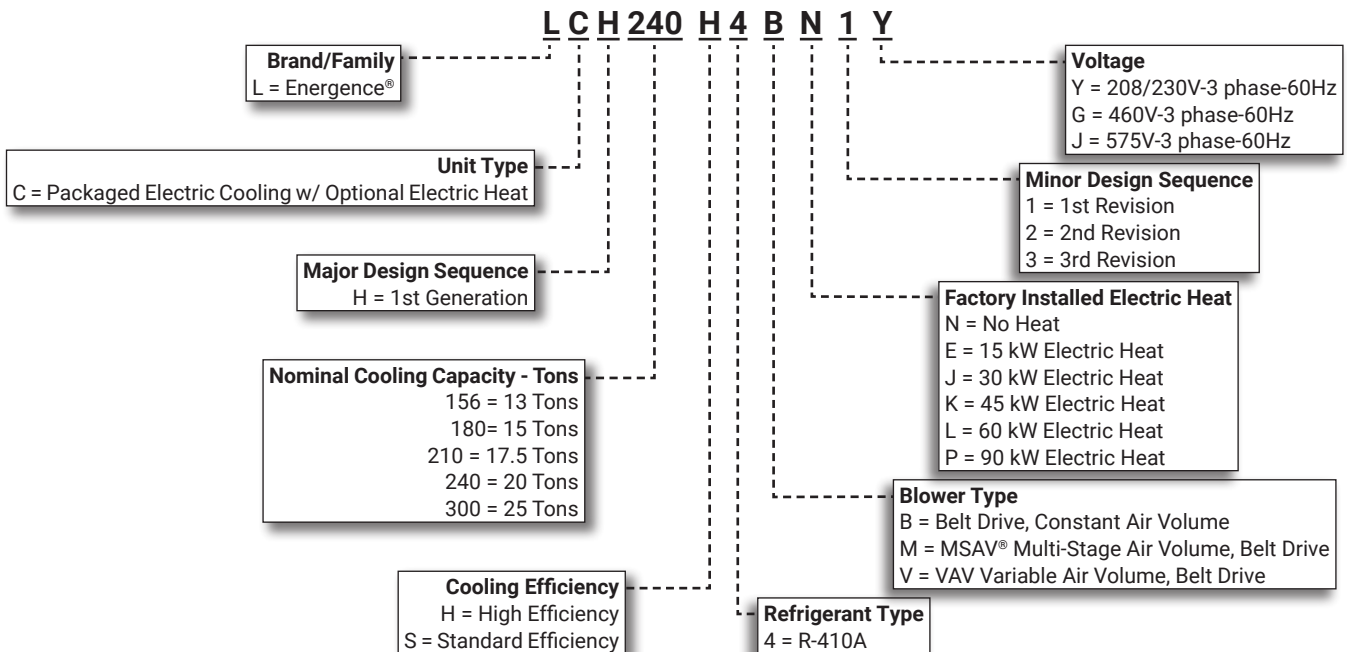 L C H 240 H 4 B N 1 Y
Brand/Family
L = Energence®
Unit Type
C = Packaged Electric Cooling w/ Optional Electric Heat
Major Design Sequence
H = 1st Generation
Nominal Cooling Capacity - Tons
156 = 13 Tons
180= 15 Tons
210 = 17.5 Tons
240 = 20 Tons
300 = 25 Tons
Cooling Efficiency
H = High Efficiency
S = Standard Efficiency
Voltage
Y = 208/230V-3 phase-60Hz
G = 460V-3 phase-60Hz
J = 575V-3 phase-60Hz
Minor Design Sequence
1 = 1st Revision
2 = 2nd Revision
3 = 3rd Revision
Factory Installed Electric Heat
N = No Heat
E = 15 kW Electric Heat
J = 30 kW Electric Heat
K = 45 kW Electric Heat
L = 60 kW Electric Heat
P = 90 kW Electric Heat
Blower Type
B = Belt Drive, Constant Air Volume
M = MSAV® Multi-Stage Air Volume, Belt Drive
V = VAV Variable Air Volume, Belt Drive
Refrigerant Type
4 = R-410A